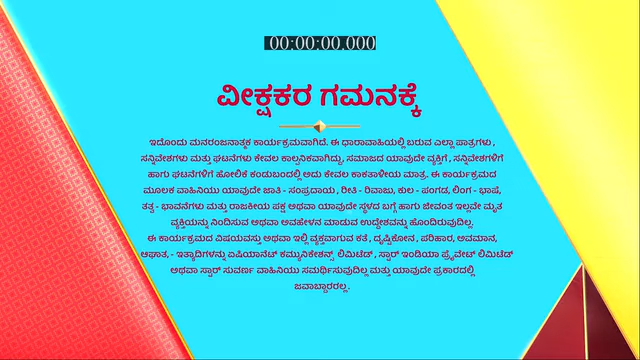 00:00:00.000
ವೀಕ್ಷಕರ ಗಮನಕ್ಕೆ
ಇದೊಂದು ಮನರಂಜನಾತ್ಮಕ ಕಾರ್ಯಕ್ರಮವಾಗಿದೆ. ಈ ಧಾರಾವಾಹಿಯಲ್ಲಿ ಬರುವ ಎಲ್ಲಾ ಪಾತ್ರಗಳು ,
ಸನ್ನಿವೇಶಗಳು ಮತ್ತು ಘಟನೆಗಳು ಕೇವಲ ಕಾಲ್ಪನಿಕವಾಗಿದ್ದು, ಸಮಾಜದ ಯಾವುದೇ ವ್ಯಕ್ತಿಗೆ , ಸನ್ನಿವೇಶಗಳಿಗೆ
ಹಾಗು ಘಟನೆಗಳಿಗೆ ಹೋಲಿಕೆ ಕಂಡುಬಂದಲ್ಲಿ ಅದು ಕೇವಲ ಕಾಕತಾಳೀಯ ಮಾತ್ರ. ಈ ಕಾರ್ಯಕ್ರಮದ
ಮೂಲಕ ವಾಹಿನಿಯು ಯಾವುದೇ ಜಾತಿ - ಸಂಪ್ರದಾಯ , ರೀತಿ - ರಿವಾಜು, ಕುಲ - ಪಂಗಡ, ಲಿಂಗ - ಭಾಷೆ,
ತತ್ವ - ಭಾವನೆಗಳು ಮತ್ತು ರಾಜಕೀಯ ಪಕ್ಷ ಅಥವಾ ಯಾವುದೇ ಸ್ಥಳದ ಬಗ್ಗೆ ಹಾಗು ಜೀವಂತ ಇಲ್ಲವೇ ಮೃತ
ವ್ಯಕ್ತಿಯನ್ನು ನಿಂದಿಸುವ ಅಥವಾ ಅವಹೇಳನ ಮಾಡುವ ಉದ್ದೇಶವನ್ನು ಹೊಂದಿರುವುದಿಲ್ಲ.
ಈ ಕಾರ್ಯಕ್ರಮದ ವಿಷಯವಸ್ತು ಅಥವಾ ಇಲ್ಲಿ ವ್ಯಕ್ತವಾಗುವ ಕತೆ , ದೃಷ್ಟಿಕೋನ , ಪರಿಹಾರ, ಅವಮಾನ,
ಆಘಾತ, - ಇತ್ಯಾದಿಗಳನ್ನು ಏಷಿಯಾನೆಟ್ ಕಮ್ಯುನಿಕೇಶನ್ಸ್ ಲಿಮಿಟೆಡ್ , ಸ್ಟಾರ್ ಇಂಡಿಯಾ ಪ್ರೈವೇಟ್ ಲಿಮಿಟೆಡ್
ಅಥವಾ ಸ್ಟಾರ್ ಸುವರ್ಣ ವಾಹಿನಿಯು ಸಮರ್ಥಿಸುವುದಿಲ್ಲ ಮತ್ತು ಯಾವುದೇ ಪ್ರಕಾರದಲ್ಲಿ
ಜವಾಬ್ದಾರರಲ್ಲ.